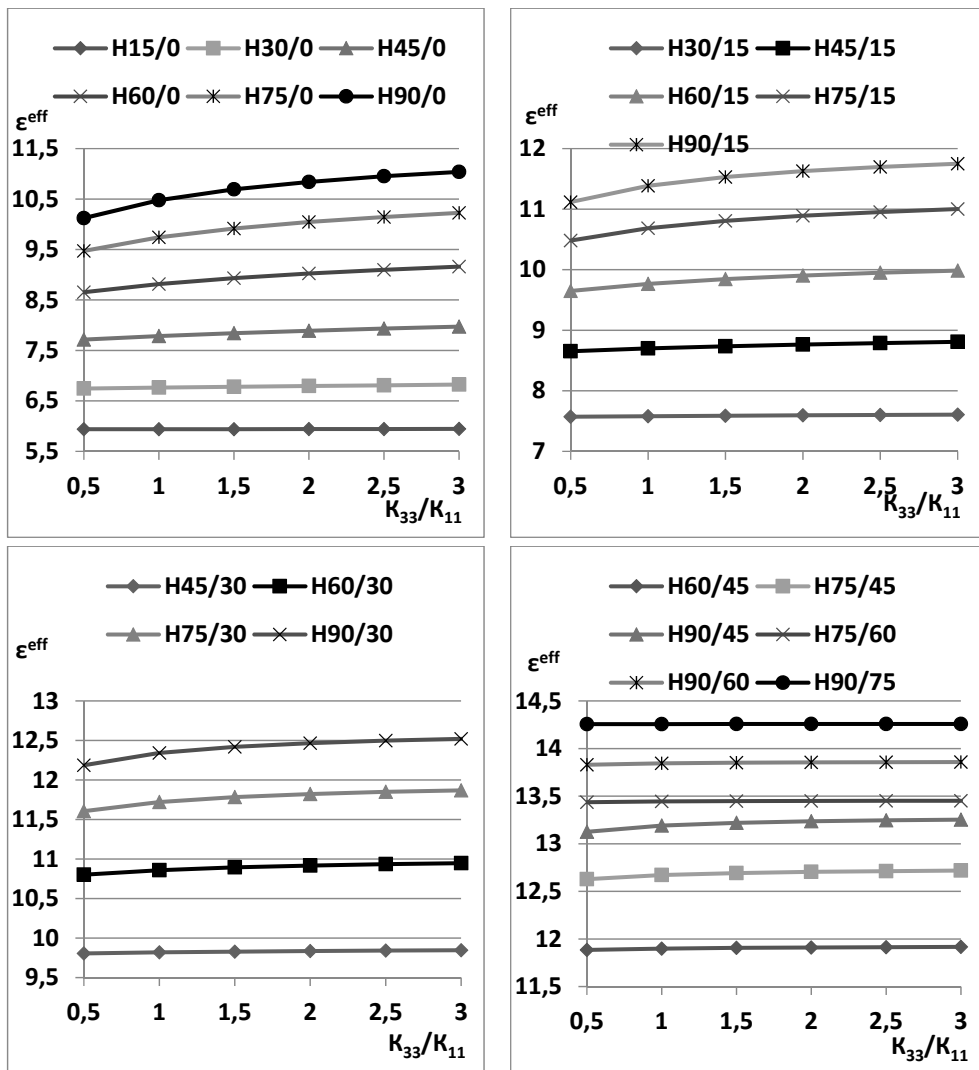 H15/0 H30/0 H45/0
H60/0 H75/0 H90/0
εeff
11,5
10,5
9,5
8,5
7,5
6,5
5,5
0,5 1 1,5 2 2,5 3
K33/K11
H30/15 H45/15
H60/15 H75/15
H90/15
εeff
12
11
10
9
8
7
0,5 1 1,5 2 2,5 3
K33/K11
H45/30 H60/30
H75/30 H90/30
εeff
13
12,5
12
11,5
11
10,5
10
9,5
0,5 1 1,5 2 2,5 3
K33/K11
H60/45 H75/45
H90/45 H75/60
H90/60 H90/75
εeff
14,5
14
13,5
13
12,5
12
11,5
0,5 1 1,5 2 2,5 3
K33/K11